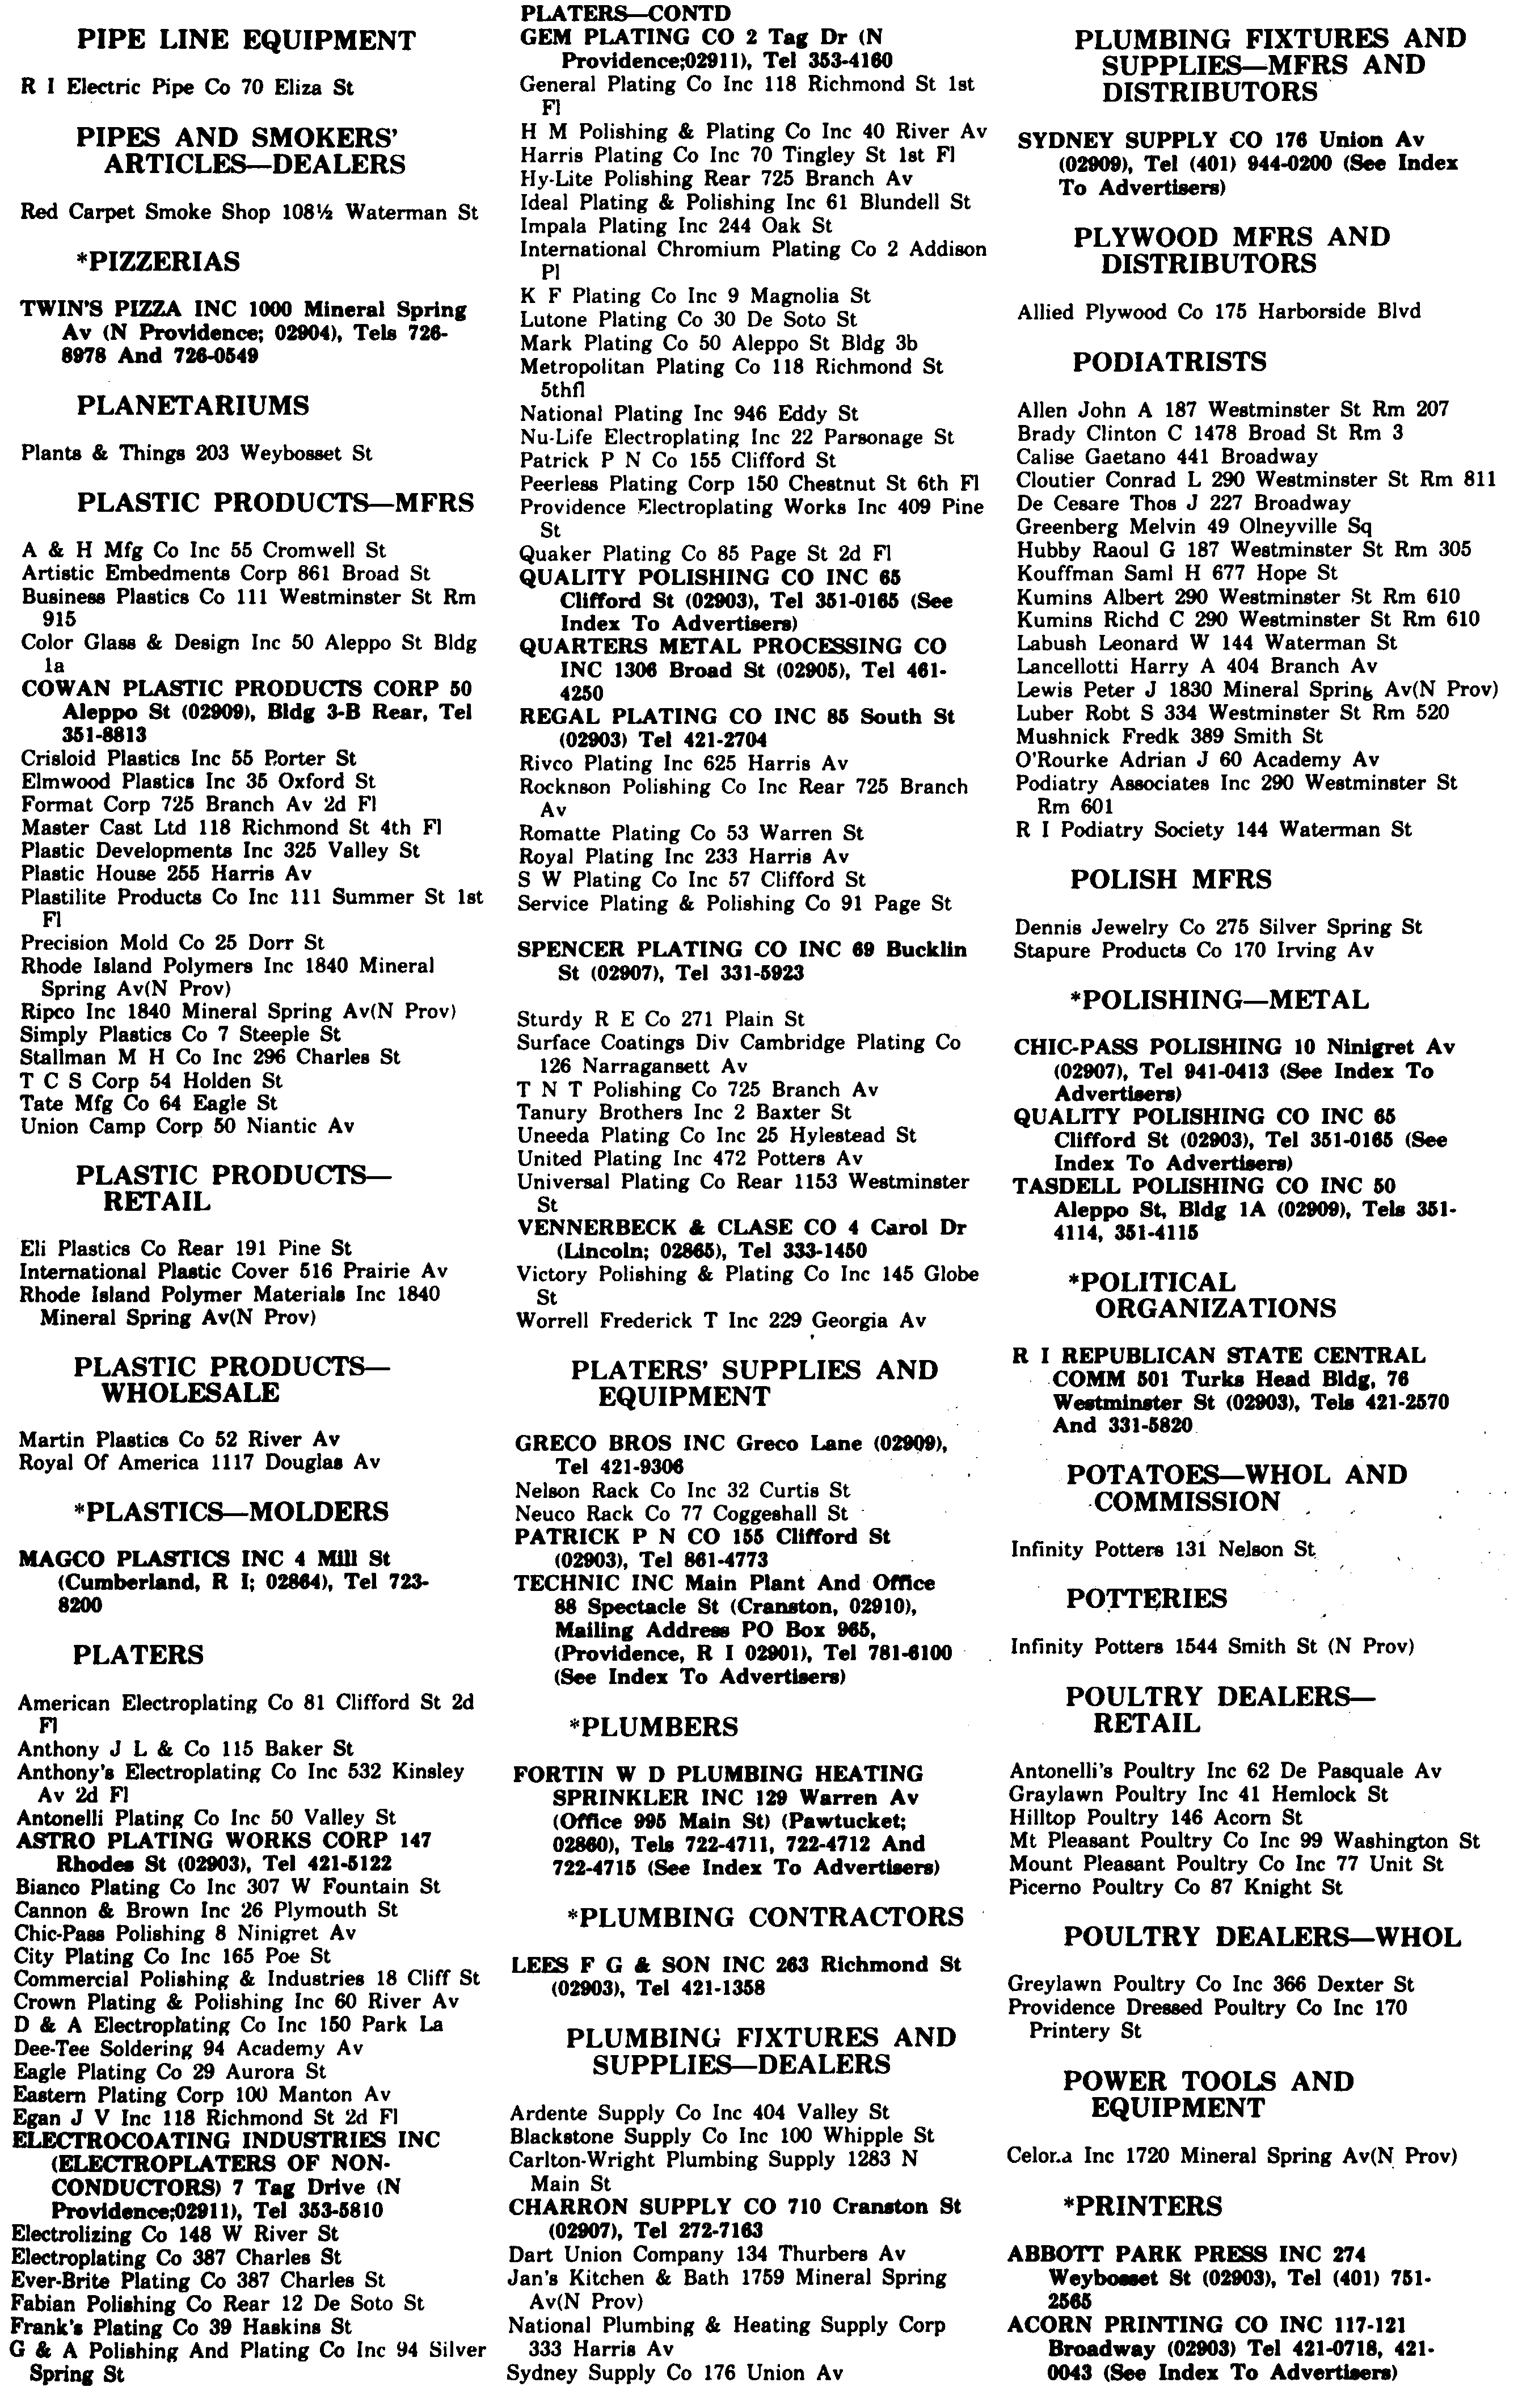 PIPE LINE EQUIPMENT
R I Electric Pipe Co 70 Eliza St
PIPES AND SMOKERS'
ARTICLES—DEALERS
Red Carpet Smoke Shop 108½ Waterman St
*PIZZERIAS
TWIN'S PIZZA INC 1000 Mineral Spring
Av (N Providence; 02904), Tels 726-
8978 And 726-0549
PLANETARIUMS
Plants & Things 203 Weybosset St
PLASTIC PRODUCTS—MFRS
A & H Mfg Co Inc 55 Cromwell St
Artistic Embedments Corp 861 Broad St
Business Plastics Co 111 Westminster St Rm
915
Color Glass & Design Inc 50 Aleppo St Bldg
1a
COWAN PLASTIC PRODUCTS CORP 50
Aleppo St (02909), Bldg 3-B Rear, Tel
351-8813
Crisloid Plastics Inc 55 Porter St
Elmwood Plastics Inc 35 Oxford St
Format Corp 725 Branch Av 2d Fl
Master Cast Ltd 118 Richmond St 4th Fl
Plastic Developments Inc 325 Valley St
Plastic House 255 Harris Av
Plastilite Products Co Inc 111 Summer St 1st
Fl
Precision Mold Co 25 Dorr St
Rhode Island Polymers Inc 1840 Mineral
Spring Av(N Prov)
Ripco Inc 1840 Mineral Spring Av(N Prov)
Simply Plastics Co 7 Steeple St
Stallman M H Co Inc 296 Charles St
T C S Corp 54 Holden St
Tate Mfg Co 64 Eagle St
Union Camp Corp 50 Niantic Av
PLASTIC PRODUCTS—
RETAIL
Eli Plastics Co Rear 191 Pine St
International Plastic Cover 516 Prairie Av
Rhode Island Polymer Materials Inc 1840
Mineral Spring Av(N Prov)
PLASTIC PRODUCTS—
WHOLESALE
Martin Plastics Co 52 River Av
Royal Of America 1117 Douglas Av
*PLASTICS—MOLDERS
MAGCO PLASTICS INC 4 Mill St
(Cumberland, R I; 02864), Tel 723-
8200
PLATERS
American Electroplating Co 81 Clifford St 2d
Fl
Anthony J L & Co 115 Baker St
Anthony's Electroplating Co Inc 532 Kinsley
Av 2d Fl
Antonelli Plating Co Inc 50 Valley St
ASTRO PLATING WORKS CORP 147
Rhodes St (02903), Tel 421-5122
Bianco Plating Co Inc 307 W Fountain St
Cannon & Brown Inc 26 Plymouth St
Chic-Pass Polishing 8 Ninigret Av
City Plating Co Inc 165 Poe St
Commercial Polishing & Industries 18 Cliff St
Crown Plating & Polishing Inc 60 River Av
D & A Electroplating Co Inc 150 Park La
Dee-Tee Soldering 94 Academy Av
Eagle Plating Co 29 Aurora St
Eastern Plating Corp 100 Manton Av
Egan J V Inc 118 Richmond St 2d Fl
ELECTROCOATING INDUSTRIES INC
(ELECTROPLATERS OF NON-
CONDUCTORS) 7 Tag Drive (N
Providence;02911), Tel 353-5810
Electrolizing Co 148 W River St
Electroplating Co 387 Charles St
Ever-Brite Plating Co 387 Charles St
Fabian Polishing Co Rear 12 De Soto St
Frank's Plating Co 39 Haskins St
G & A Polishing And Plating Co Inc 94 Silver
Spring St
PLATERS—CONTD
GEM PLATING CO 2 Tag Dr (N
Providence;02911), Tel 353-4160
General Plating Co Inc 118 Richmond St 1st
Fl
H M Polishing & Plating Co Inc 40 River Av
Harris Plating Co Inc 70 Tingley St 1st Fl
Hy-Lite Polishing Rear 725 Branch Av
Ideal Plating & Polishing Inc 61 Blundell St
Impala Plating Inc 244 Oak St
International Chromium Plating Co 2 Addison
Pl
K F Plating Co Inc 9 Magnolia St
Lutone Plating Co 30 De Soto St
Mark Plating Co 50 Aleppo St Bldg 3b
Metropolitan Plating Co 118 Richmond St
5thfl
National Plating Inc 946 Eddy St
Nu-Life Electroplating Inc 22 Parsonage St
Patrick P N Co 155 Clifford St
Peerless Plating Corp 150 Chestnut St 6th Fl
Providence Electroplating Works Inc 409 Pine
St
Quaker Plating Co 85 Page St 2d Fl
QUALITY POLISHING CO INC 65
Clifford St (02903), Tel 351-0165 (See
Index To Advertisers)
QUARTERS METAL PROCESSING CO
INC 1306 Broad St (02905), Tel 461-
4250
REGAL PLATING CO INC 85 South St
(02903) Tel 421-2704
Rivco Plating Inc 625 Harris Av
Rocknson Polishing Co Inc Rear 725 Branch
Av
Romatte Plating Co 53 Warren St
Royal Plating Inc 233 Harris Av
S W Plating Co Inc 57 Clifford St
Service Plating & Polishing Co 91 Page St
SPENCER PLATING CO INC 69 Bucklin
St (02907), Tel 331-5923
Sturdy R E Co 271 Plain St
Surface Coatings Div Cambridge Plating Co
126 Narragansett Av
T N T Polishing Co 725 Branch Av
Tanury Brothers Inc 2 Baxter St
Uneeda Plating Co Inc 25 Hylestead St
United Plating Inc 472 Potters Av
Universal Plating Co Rear 1153 Westminster
St
VENNERBECK & CLASE CO 4 Carol Dr
(Lincoln; 02865), Tel 333-1450
Victory Polishing & Plating Co Inc 145 Globe
St
Worrell Frederick T Inc 229 Georgia Av
PLATERS' SUPPLIES AND
EQUIPMENT
GRECO BROS INC Greco Lane (02909),
Tel 421-9306
Nelson Rack Co Inc 32 Curtis St
Neuco Rack Co 77 Coggeshall St
PATRICK P N CO 155 Clifford St
(02903), Tel 861-4773
TECHNIC INC Main Plant And Office
88 Spectacle St (Cranston, 02910),
Mailing Address PO Box 965,
(Providence, R I 02901), Tel 781-6100
(See Index To Advertisers)
*PLUMBERS
FORTIN W D PLUMBING HEATING
SPRINKLER INC 129 Warren Av
(Office 995 Main St) (Pawtucket;
02860), Tels 722-4711, 722-4712 And
722-4715 (See Index To Advertisers)
*PLUMBING CONTRACTORS
LEES F G & SON INC 263 Richmond St
(02903), Tel 421-1358
PLUMBING FIXTURES AND
SUPPLIES—DEALERS
Ardente Supply Co Inc 404 Valley St
Blackstone Supply Co Inc 100 Whipple St
Carlton-Wright Plumbing Supply 1283 N
Main St
CHARRON SUPPLY CO 710 Cranston St
(02907), Tel 272-7163
Dart Union Company 134 Thurbers Av
Jan's Kitchen & Bath 1759 Mineral Spring
Av(N Prov)
National Plumbing & Heating Supply Corp
333 Harris Av
Sydney Supply Co 176 Union Av
PLUMBING FIXTURES AND
SUPPLIES—MFRS AND
DISTRIBUTORS
SYDNEY SUPPLY CO 176 Union Av
(02909), Tel (401) 944-0200 (See Index
To Advertisers)
PLYWOOD MFRS AND
DISTRIBUTORS
Allied Plywood Co 175 Harborside Blvd
PODIATRISTS
Allen John A 187 Westminster St Rm 207
Brady Clinton C 1478 Broad St Rm 3
Calise Gaetano 441 Broadway
Cloutier Conrad L 290 Westminster St Rm 811
De Cesare Thos J 227 Broadway
Greenberg Melvin 49 Olneyville Sq
Hubby Raoul G 187 Westminster St Rm 305
Kouffman Saml H 677 Hope St
Kumins Albert 290 Westminster St Rm 610
Kumins Richd C 290 Westminster St Rm 610
Labush Leonard W 144 Waterman St
Lancellotti Harry A 404 Branch Av
Lewis Peter J 1830 Mineral Spring Av(N Prov)
Luber Robt S 334 Westminster St Rm 520
Mushnick Fredk 389 Smith St
O'Rourke Adrian J 60 Academy Av
Podiatry Associates Inc 290 Westminster St
Rm 601
R I Podiatry Society 144 Waterman St
POLISH MFRS
Dennis Jewelry Co 275 Silver Spring St
Stapure Products Co 170 Irving Av
*POLISHING—METAL
CHIC-PASS POLISHING 10 Ninigret Av
(02907), Tel 941-0413 (See Index To
Advertisers)
QUALITY POLISHING CO INC 65
Clifford St (02903), Tel 351-0165 (See
Index To Advertisers)
TASDELL POLISHING CO INC 50
Aleppo St, Bldg 1A (02909), Tels 351-
4114, 351-4115
*POLITICAL
ORGANIZATIONS
R I REPUBLICAN STATE CENTRAL
COMM 501 Turks Head Bldg, 76
Westminster St (02903), Tels 421-2570
And 331-5820
POTATOES—WHOL AND
COMMISSION
Infinity Potters 131 Nelson St
POTTERIES
Infinity Potters 1544 Smith St (N Prov)
POULTRY DEALERS—
RETAIL
Antonelli's Poultry Inc 62 De Pasquale Av
Graylawn Poultry Inc 41 Hemlock St
Hilltop Poultry 146 Acorn St
Mt Pleasant Poultry Co Inc 99 Washington St
Mount Pleasant Poultry Co Inc 77 Unit St
Picerno Poultry Co 87 Knight St
POULTRY DEALERS—WHOL
Greylawn Poultry Co Inc 366 Dexter St
Providence Dressed Poultry Co Inc 170
Printery St
POWER TOOLS AND
EQUIPMENT
Celona Inc 1720 Mineral Spring Av(N Prov)
*PRINTERS
ABBOTT PARK PRESS INC 274
Weybosset St (02903), Tel (401) 751-
2565
ACORN PRINTING CO INC 117-121
Broadway (02903) Tel 421-0718, 421-
0043 (See Index To Advertisers)